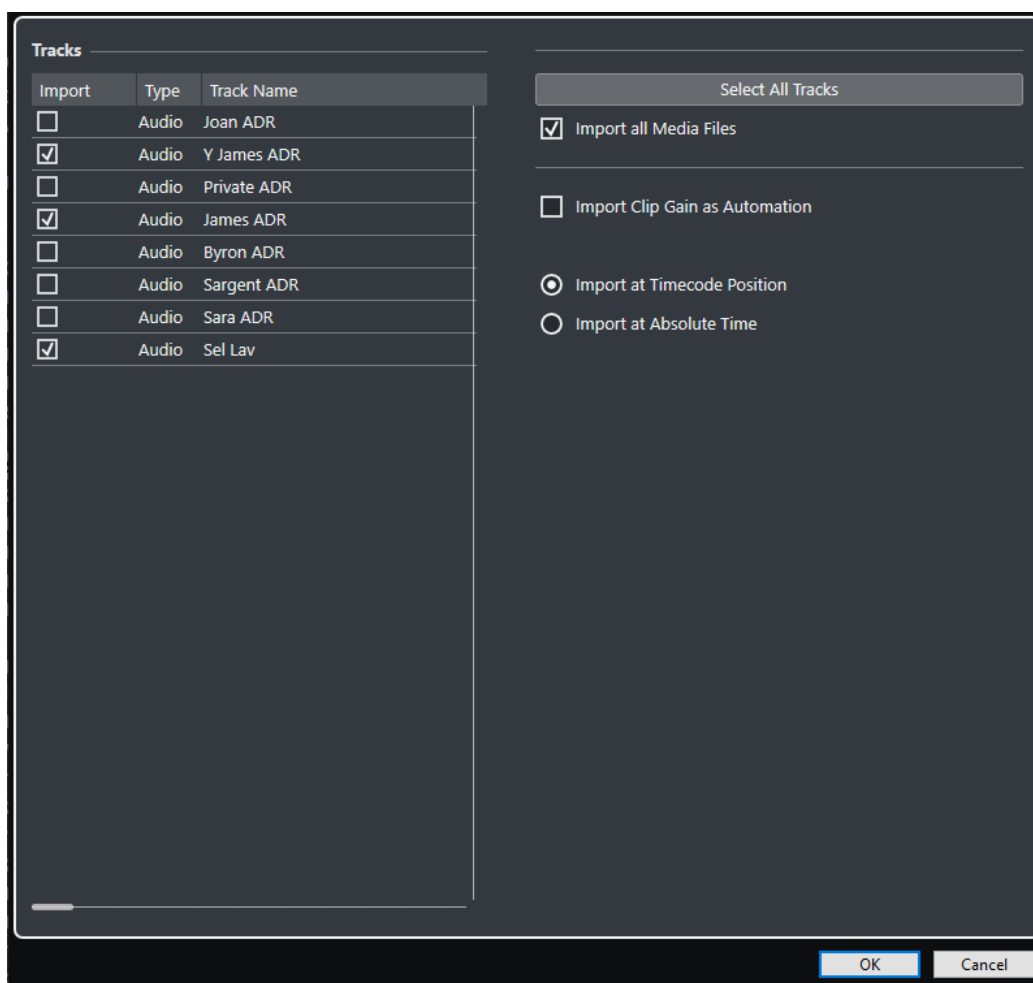 Tracks
Import Type Track Name
Audio Joan ADR
Audio Y James ADR
Audio Private ADR
Audio James ADR
Audio Byron ADR
Audio Sargent ADR
Audio Sara ADR
Audio Sel Lav
Select All Tracks
Import all Media Files
Import Clip Gain as Automation
Import at Timecode Position
Import at Absolute Time
OK Cancel